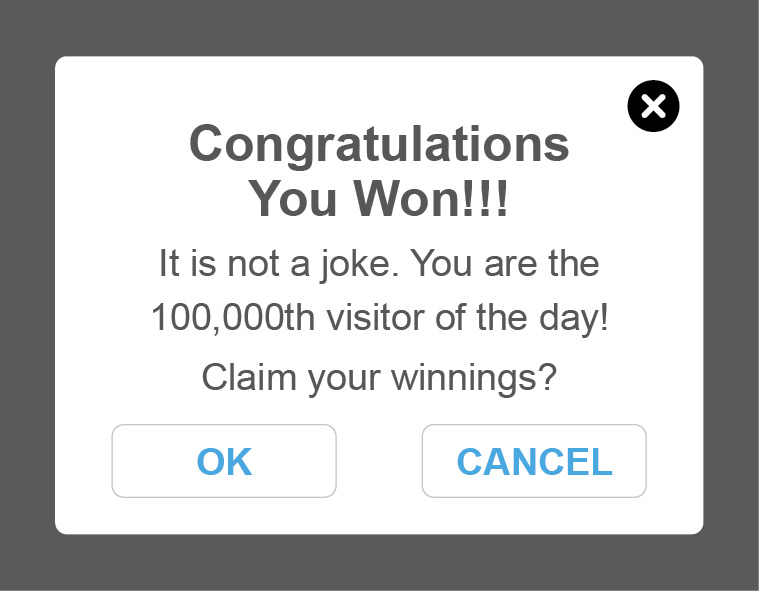 Congratulations
You Won!!!
It is not a joke. You are the
100,000th visitor of the day!
Claim your winnings?
OK
CANCEL